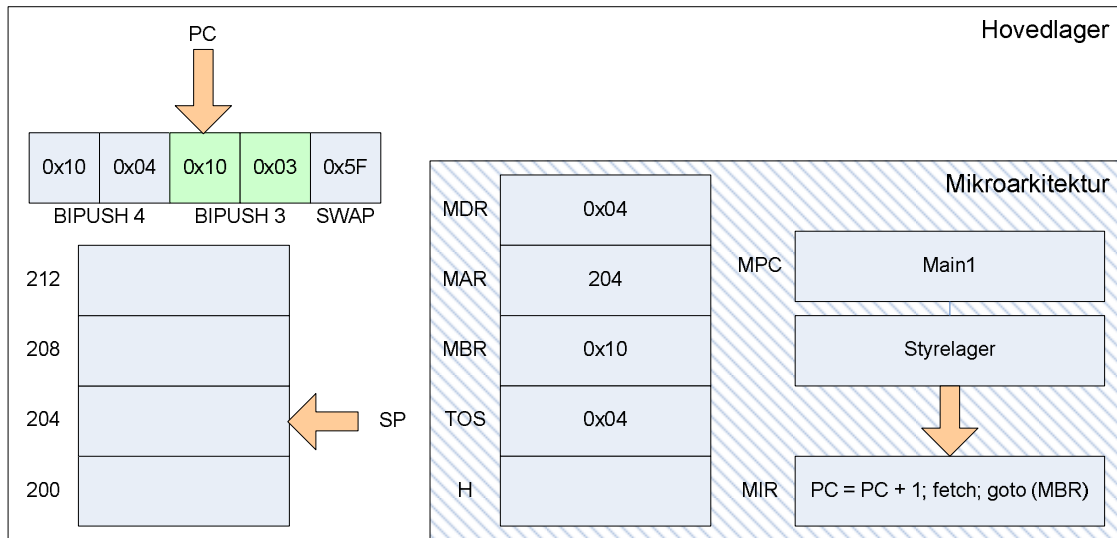 Hovedlager
PC
0x10 0x04 0x10 0x03 0x5F
BIPUSH 4 BIPUSH 3 SWAP
212
208
204 SP
200
Mikroarkitektur
MDR 0x04
MAR 204
MBR 0x10
TOS 0x04
H
MPC Main1
Styrelager
MIR PC = PC + 1; fetch; goto (MBR)